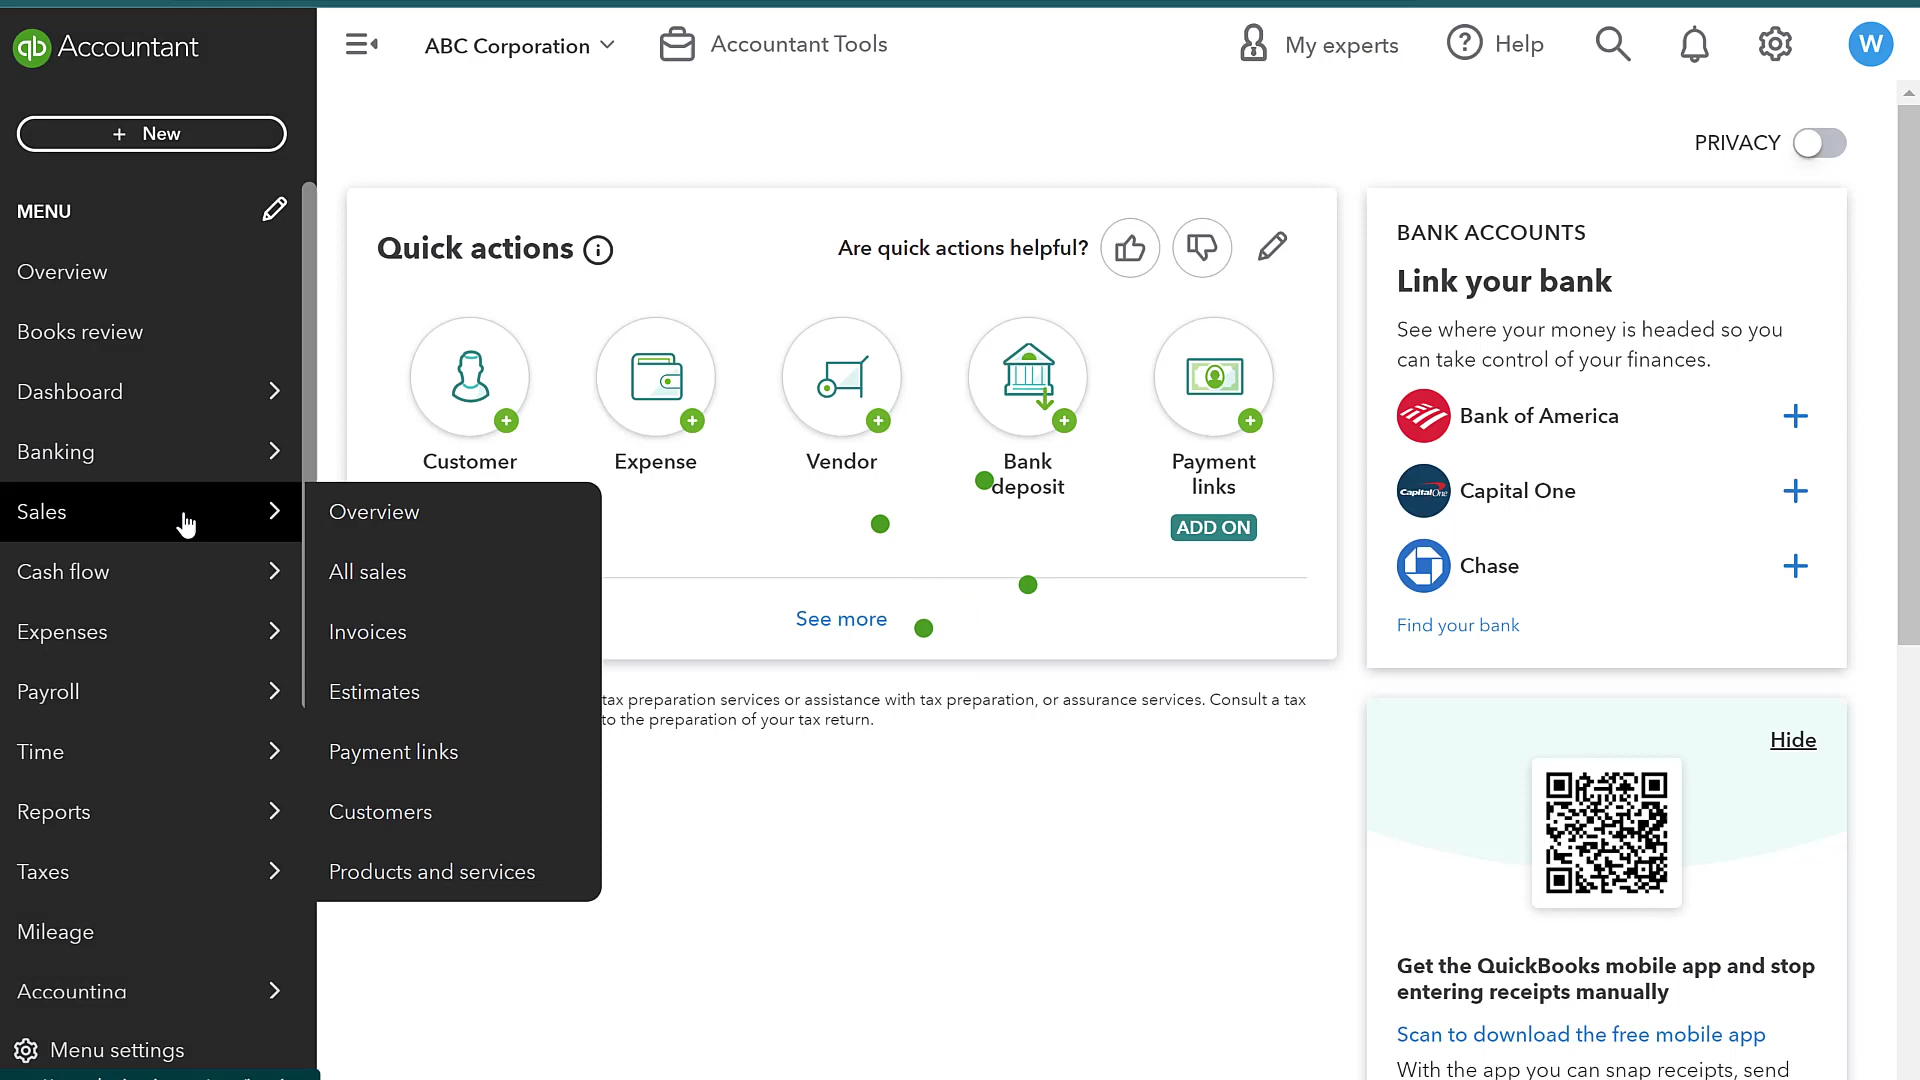 qb Accountant
ABC Corporation
Accountant Tools
My experts
Help
W
+ New
PRIVACY
MENU
Overview
Books review
Dashboard
Banking
Sales
Cash flow
Expenses
Payroll
Time
Reports
Taxes
Mileage
Accounting
Menu settings
Overview
All sales
Invoices
Estimates
Payment links
Customers
Products and services
Quick actions
Are quick actions helpful?
Customer
Expense
Vendor
Bank
deposit
Payment
links
ADD ON
See more
tax preparation services or assistance with tax preparation, or assurance services. Consult a tax
to the preparation of your tax return.
BANK ACCOUNTS
Link your bank
See where your money is headed so you
can take control of your finances.
Bank of America
Capital One
Capital One
Chase
Find your bank
Hide
Get the QuickBooks mobile app and stop
entering receipts manually
Scan to download the free mobile app
With the app you can snap receipts, send